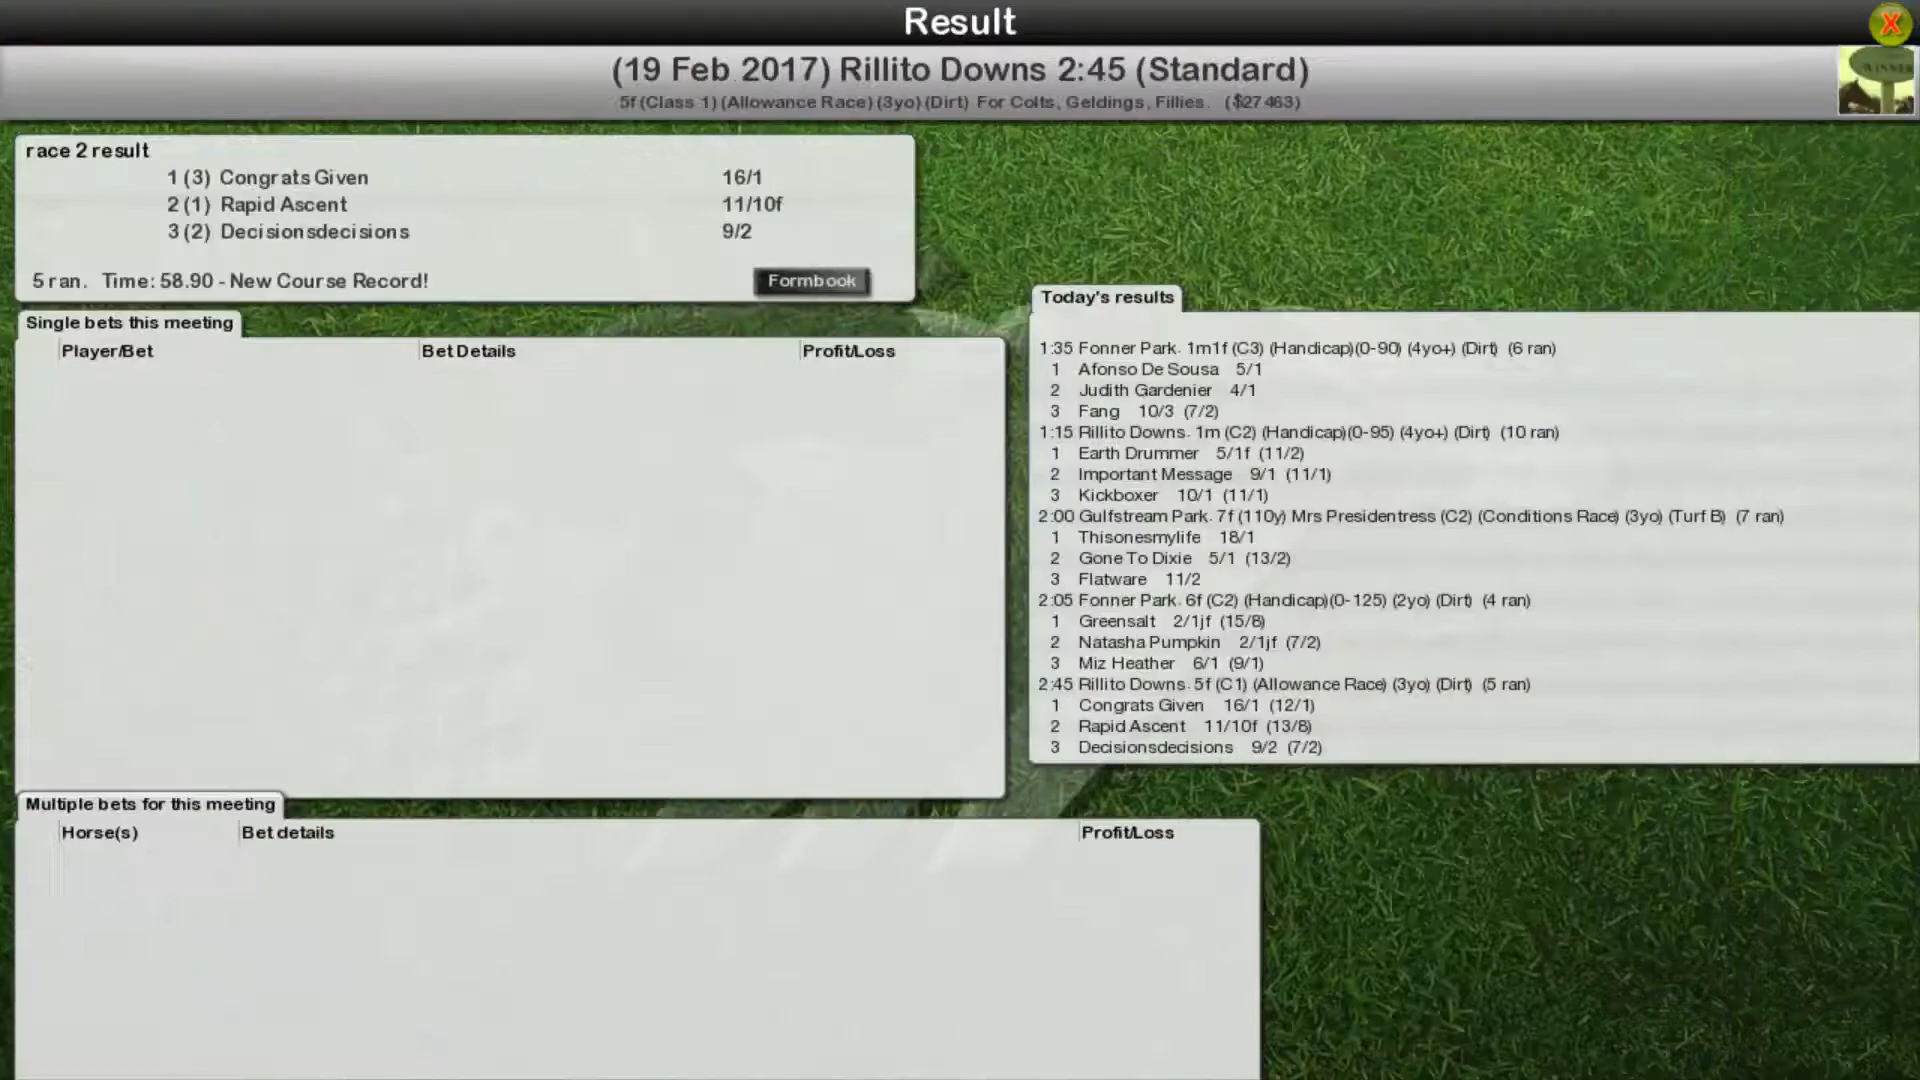 Result
X
(19 Feb 2017) Rillito Downs 2:45 (Standard)
5f (Class 1) (Allowance Race) (3yo) (Dirt) For Colts, Geldings, Fillies. ($27463)
WINNER
race 2 result
1 (3) Congrats Given 16/1
2 (1) Rapid Ascent 11/10f
3 (2) Decisionsdecisions 9/2
5 ran. Time: 58.90 - New Course Record!
Formbook
Single bets this meeting
Player/Bet Bet Details Profit/Loss
Multiple bets for this meeting
Horse(s) Bet details Profit/Loss
Today's results
1:35 Fonner Park. 1m1f (C3) (Handicap)(0-90) (4yo+) (Dirt) (6 ran)
1 Afonso De Sousa 5/1
2 Judith Gardenier 4/1
3 Fang 10/3 (7/2)
1:15 Rillito Downs. 1m (C2) (Handicap)(0-95) (4yo+) (Dirt) (10 ran)
1 Earth Drummer 5/1f (11/2)
2 Important Message 9/1 (11/1)
3 Kickboxer 10/1 (11/1)
2:00 Gulfstream Park. 7f (110y) Mrs Presidentress (C2) (Conditions Race) (3yo) (Turf B) (7 ran)
1 Thisonesmylife 18/1
2 Gone To Dixie 5/1 (13/2)
3 Flatware 11/2
2:05 Fonner Park. 6f (C2) (Handicap)(0-125) (2yo) (Dirt) (4 ran)
1 Greensalt 2/1jf (15/8)
2 Natasha Pumpkin 2/1jf (7/2)
3 Miz Heather 6/1 (9/1)
2:45 Rillito Downs. 5f (C1) (Allowance Race) (3yo) (Dirt) (5 ran)
1 Congrats Given 16/1 (12/1)
2 Rapid Ascent 11/10f (13/8)
3 Decisionsdecisions 9/2 (7/2)